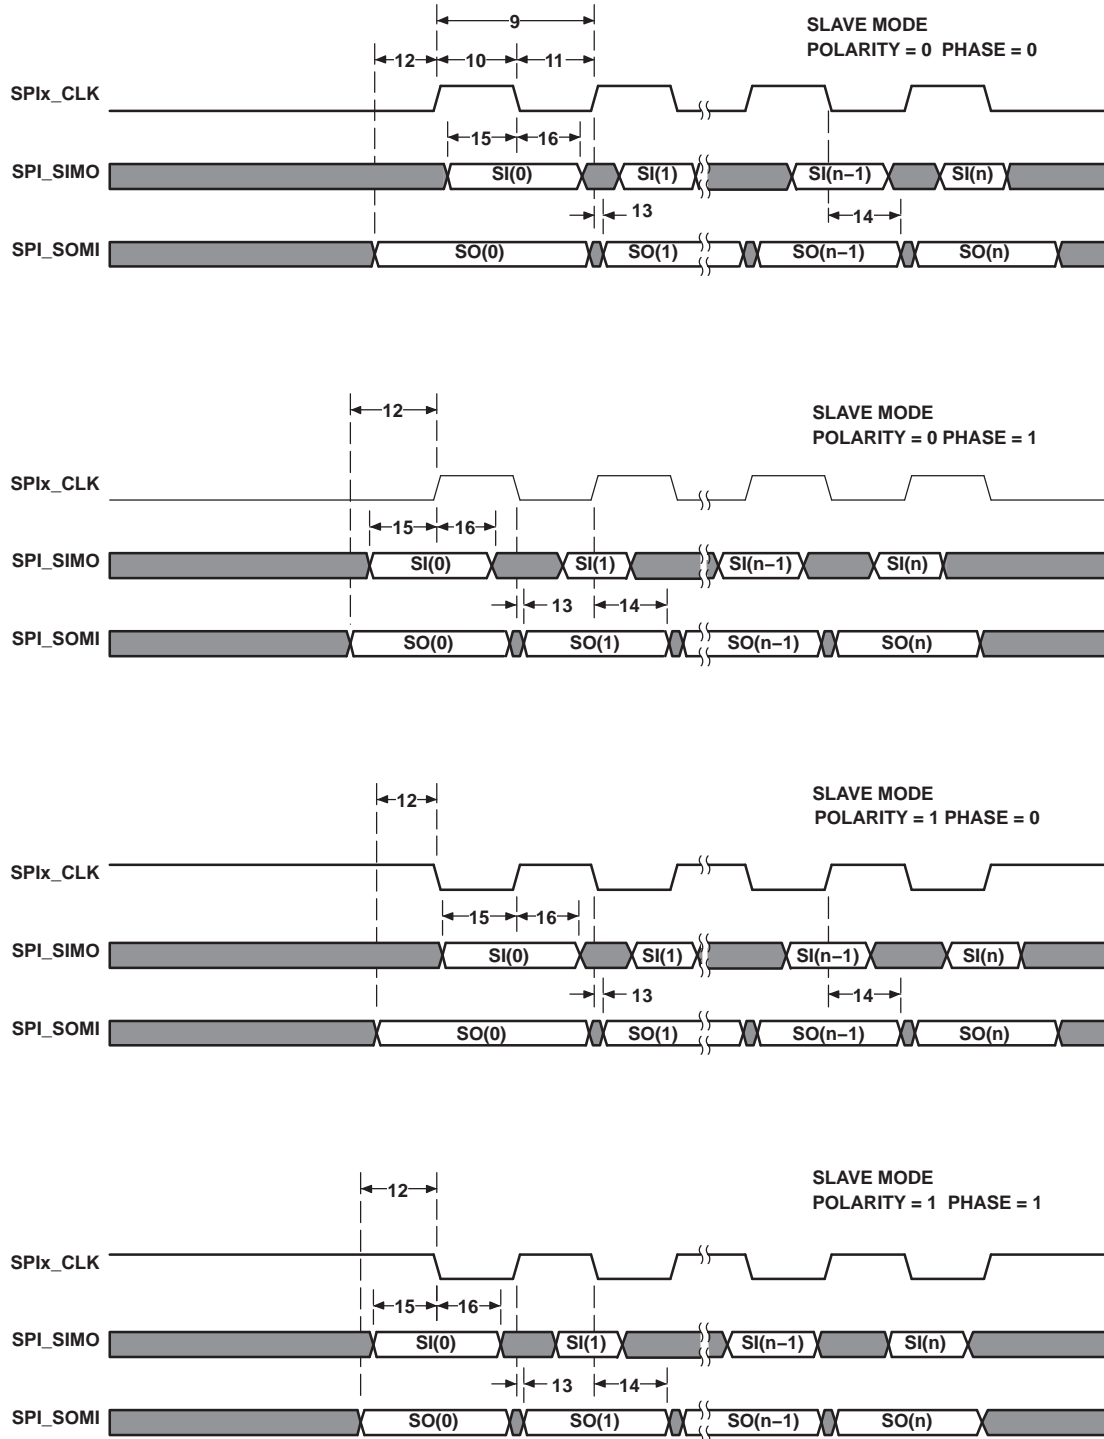 9
SLAVE MODE
POLARITY = 0 PHASE = 0
12 10 11
SPIx_CLK
15 16
SPI_SIMO SI(0) SI(1) SI(n−1) SI(n)
13 14
SPI_SOMI SO(0) SO(1) SO(n−1) SO(n)
12
SLAVE MODE
POLARITY = 0 PHASE = 1
SPIx_CLK
15 16
SPI_SIMO SI(0) SI(1) SI(n−1) SI(n)
13 14
SPI_SOMI SO(0) SO(1) SO(n−1) SO(n)
12
SLAVE MODE
POLARITY = 1 PHASE = 0
SPIx_CLK
15 16
SPI_SIMO SI(0) SI(1) SI(n−1) SI(n)
13 14
SPI_SOMI SO(0) SO(1) SO(n−1) SO(n)
12
SLAVE MODE
POLARITY = 1 PHASE = 1
SPIx_CLK
15 16
SPI_SIMO SI(0) SI(1) SI(n−1) SI(n)
13 14
SPI_SOMI SO(0) SO(1) SO(n−1) SO(n)